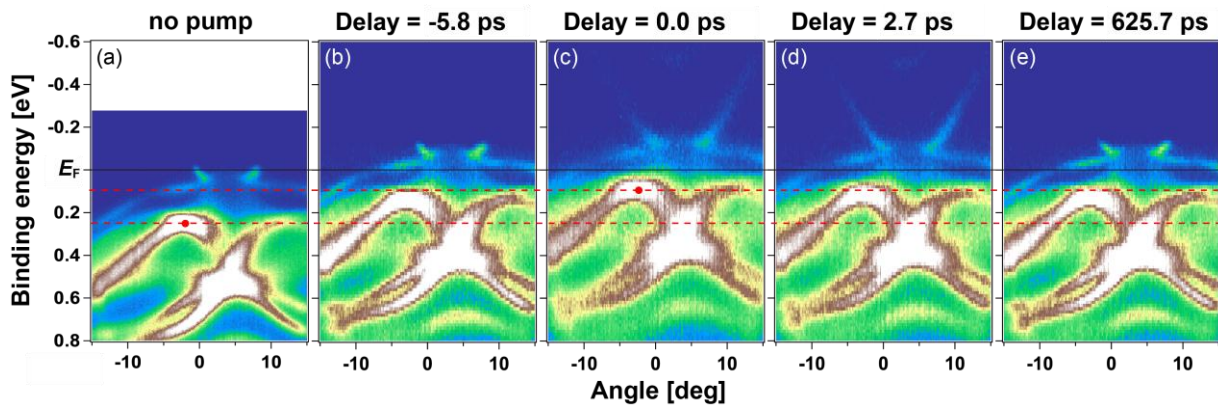 no pump
Delay = -5.8 ps
Delay = 0.0 ps
Delay = 2.7 ps
Delay = 625.7 ps
(a)
(b)
(c)
(d)
(e)
Binding energy [eV]
-0.6
-0.4
-0.2
EF
0.2
0.4
0.6
0.8
-10 0 10
-10 0 10
-10 0 10
-10 0 10
-10 0 10
Angle [deg]